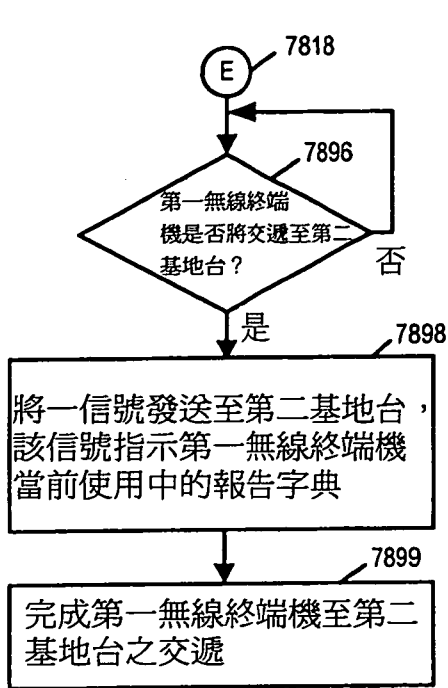 7818
E
7896
第一無線終端
機是否將交遞至第二
基地台？
否
是
7898
將一信號發送至第二基地台，
該信號指示第一無線終端機
當前使用中的報告字典
7899
完成第一無線終端機至第二
基地台之交遞